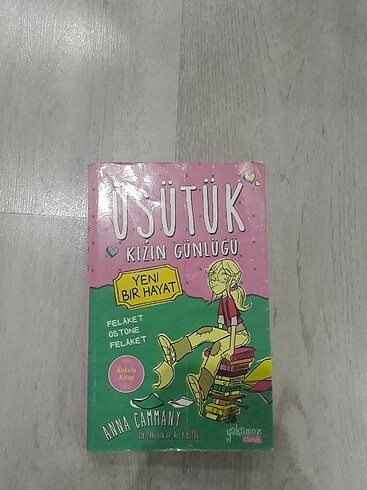 ÜŞÜTÜK
KIZIN GÜNLÜĞÜ
YENİ
BİR HAYAT
FELAKET
ÜSTÜNE
FELAKET
Kokulu
Kitap
ANNA CAMMANY
yakamoz